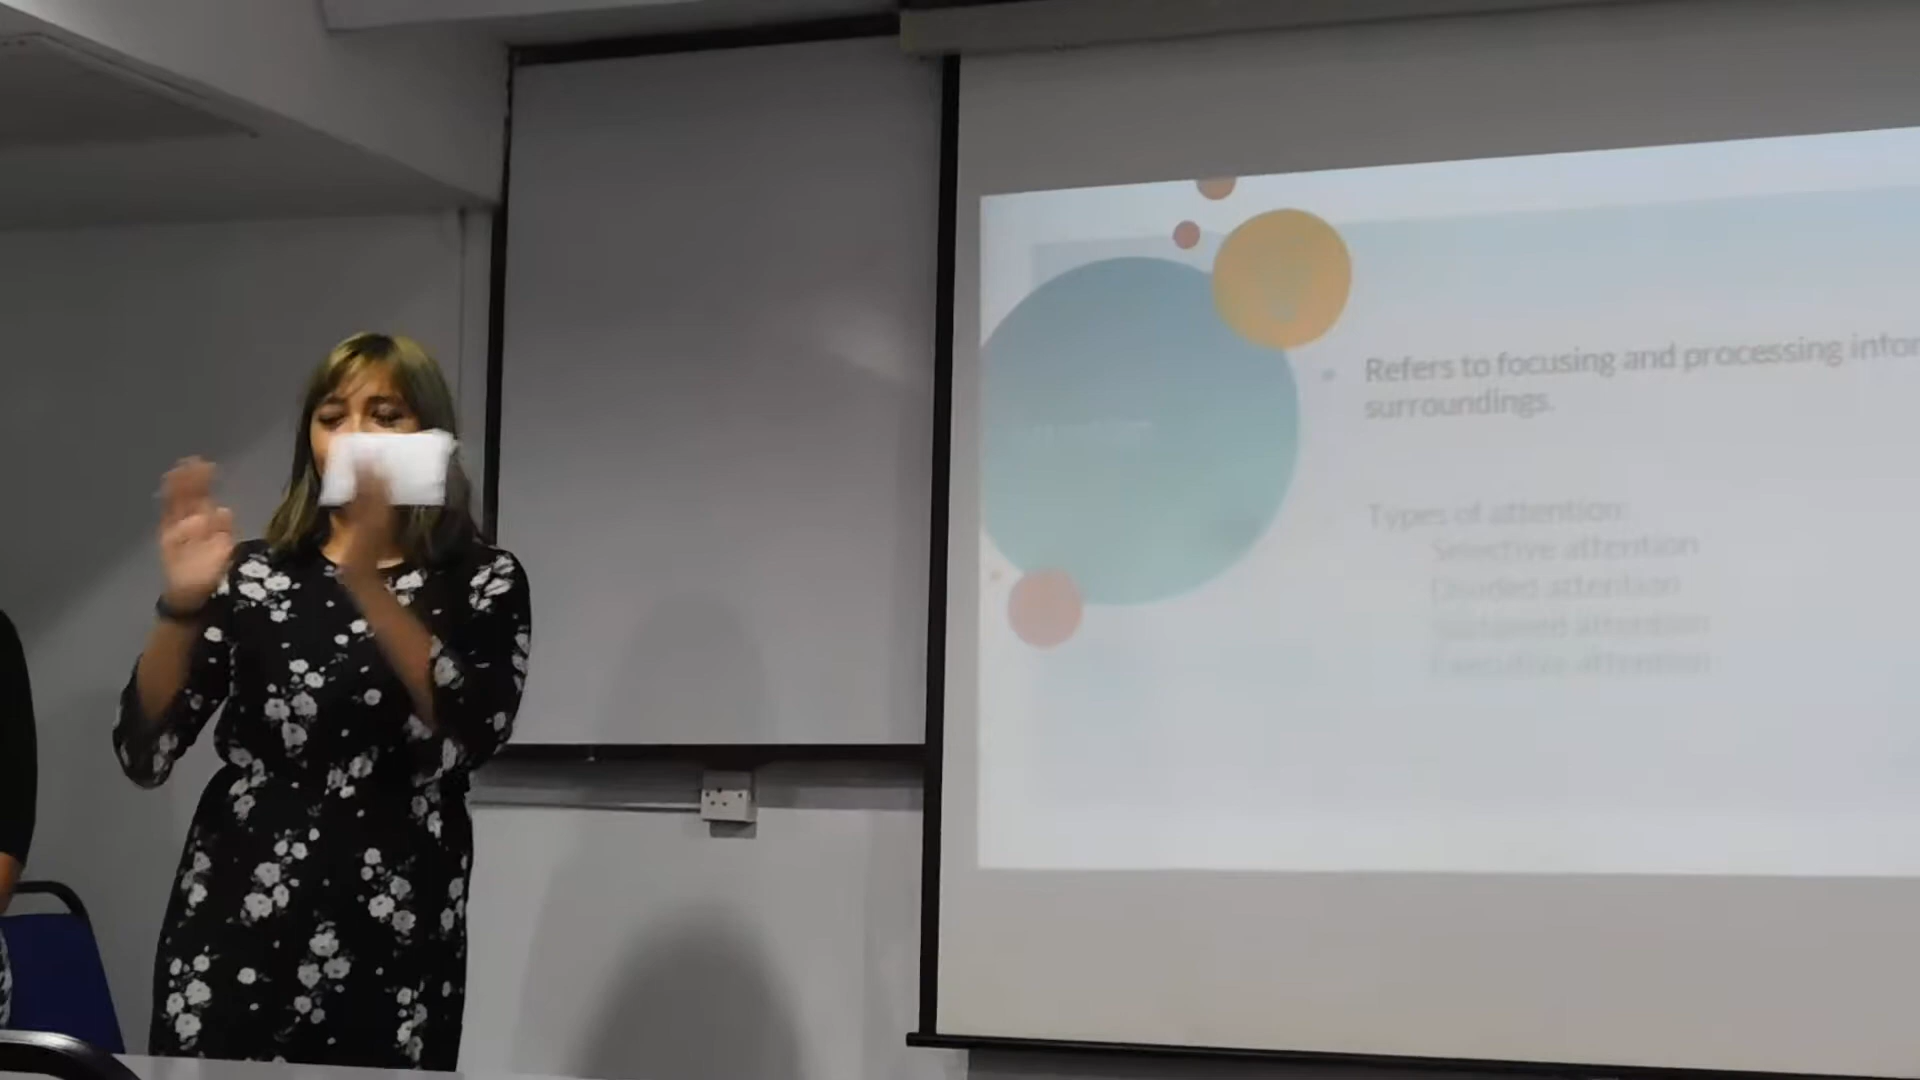 Refers to focusing and processing infor
surroundings.
Types of attention:
Selective attention
Divided attention
Sustained attention
Executive attention